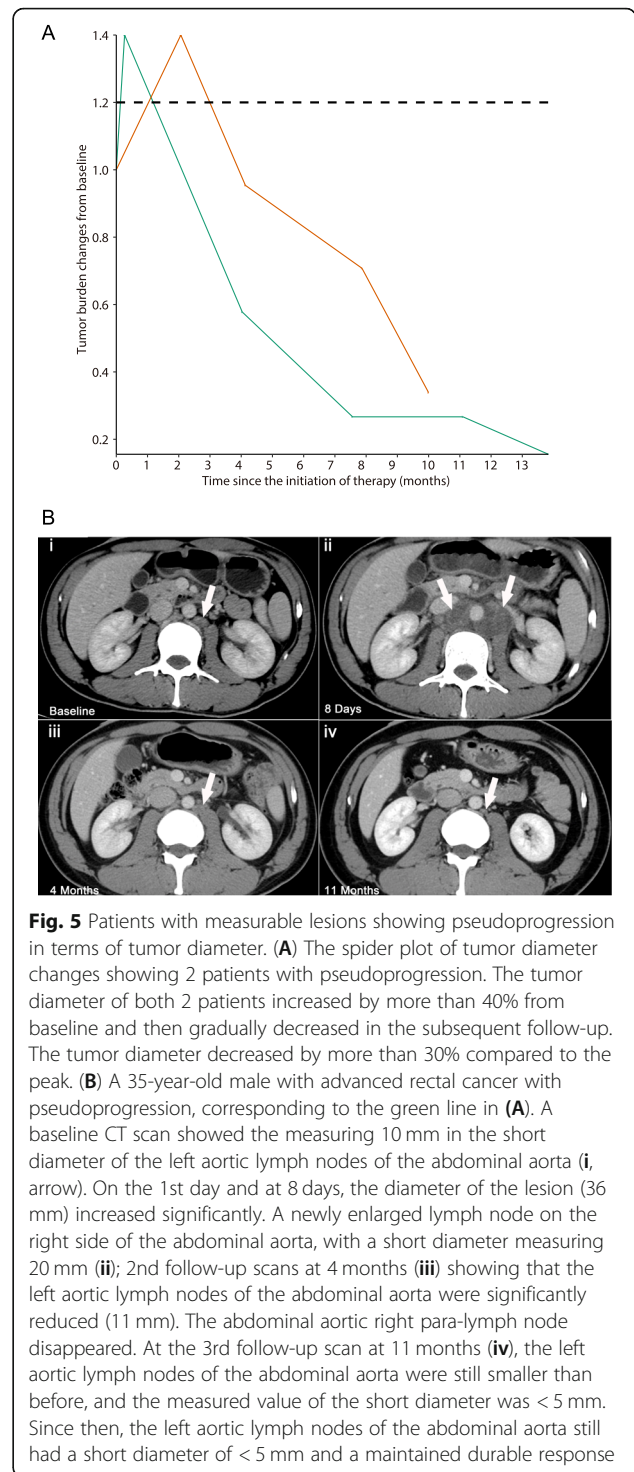 A
1.4
1.2
1.0
0.8
0.6
0.4
0.2
Tumor burden changes from baseline
0 1 2 3 4 5 6 7 8 9 10 11 12 13
Time since the initiation of therapy (months)
B
i
ii
Baseline
8 Days
iii
iv
4 Months
11 Months
Fig. 5 Patients with measurable lesions showing pseudoprogression
in terms of tumor diameter. (A) The spider plot of tumor diameter
changes showing 2 patients with pseudoprogression. The tumor
diameter of both 2 patients increased by more than 40% from
baseline and then gradually decreased in the subsequent follow-up.
The tumor diameter decreased by more than 30% compared to the
peak. (B) A 35-year-old male with advanced rectal cancer with
pseudoprogression, corresponding to the green line in (A). A
baseline CT scan showed the measuring 10 mm in the short
diameter of the left aortic lymph nodes of the abdominal aorta (i,
arrow). On the 1st day and at 8 days, the diameter of the lesion (36
mm) increased significantly. A newly enlarged lymph node on the
right side of the abdominal aorta, with a short diameter measuring
20 mm (ii); 2nd follow-up scans at 4 months (iii) showing that the
left aortic lymph nodes of the abdominal aorta were significantly
reduced (11 mm). The abdominal aortic right para-lymph node
disappeared. At the 3rd follow-up scan at 11 months (iv), the left
aortic lymph nodes of the abdominal aorta were still smaller than
before, and the measured value of the short diameter was < 5 mm.
Since then, the left aortic lymph nodes of the abdominal aorta still
had a short diameter of < 5 mm and a maintained durable response